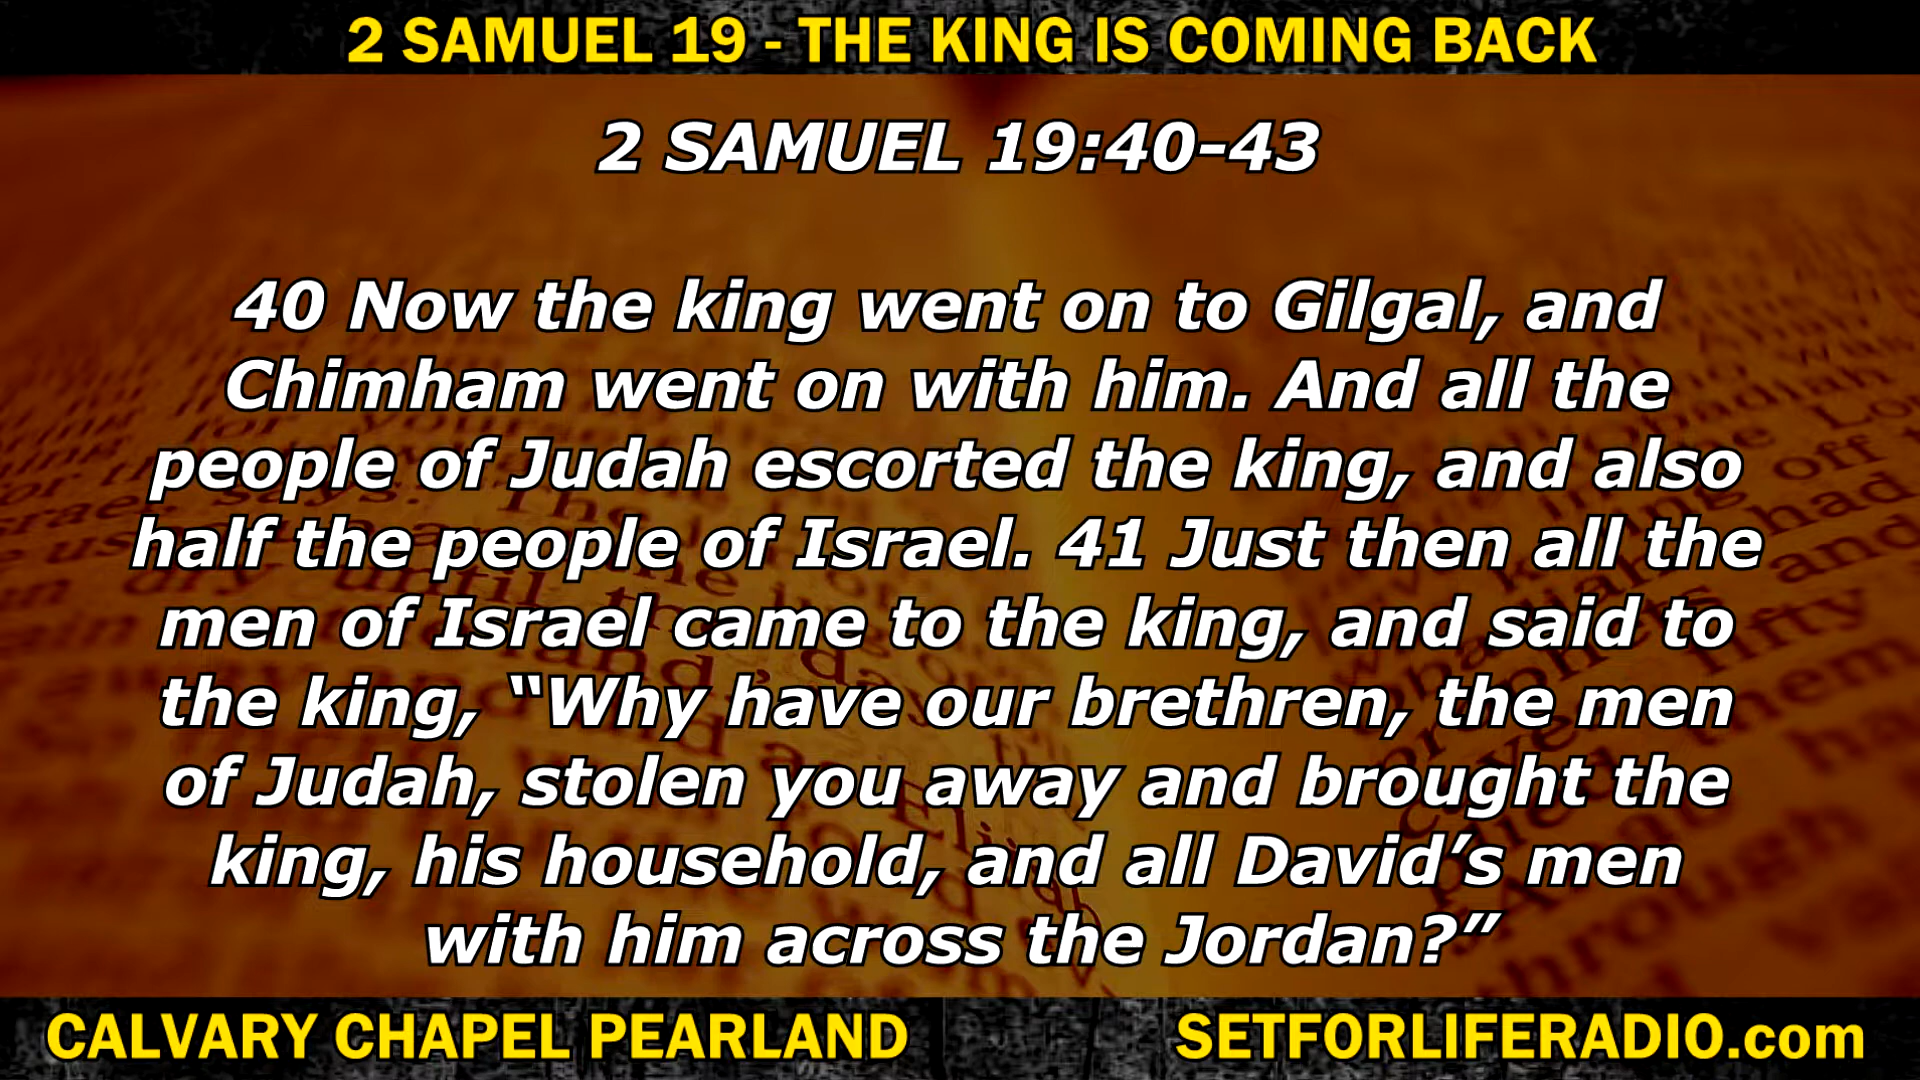 2 SAMUEL 19 - THE KING IS COMING BACK
2 SAMUEL 19:40-43
40 Now the king went on to Gilgal, and
Chimham went on with him. And all the
people of Judah escorted the king, and also
half the people of Israel. 41 Just then all the
men of Israel came to the king, and said to
the king, “Why have our brethren, the men
of Judah, stolen you away and brought the
king, his household, and all David’s men
with him across the Jordan?”
CALVARY CHAPEL PEARLAND
SETFORLIFERADIO.com